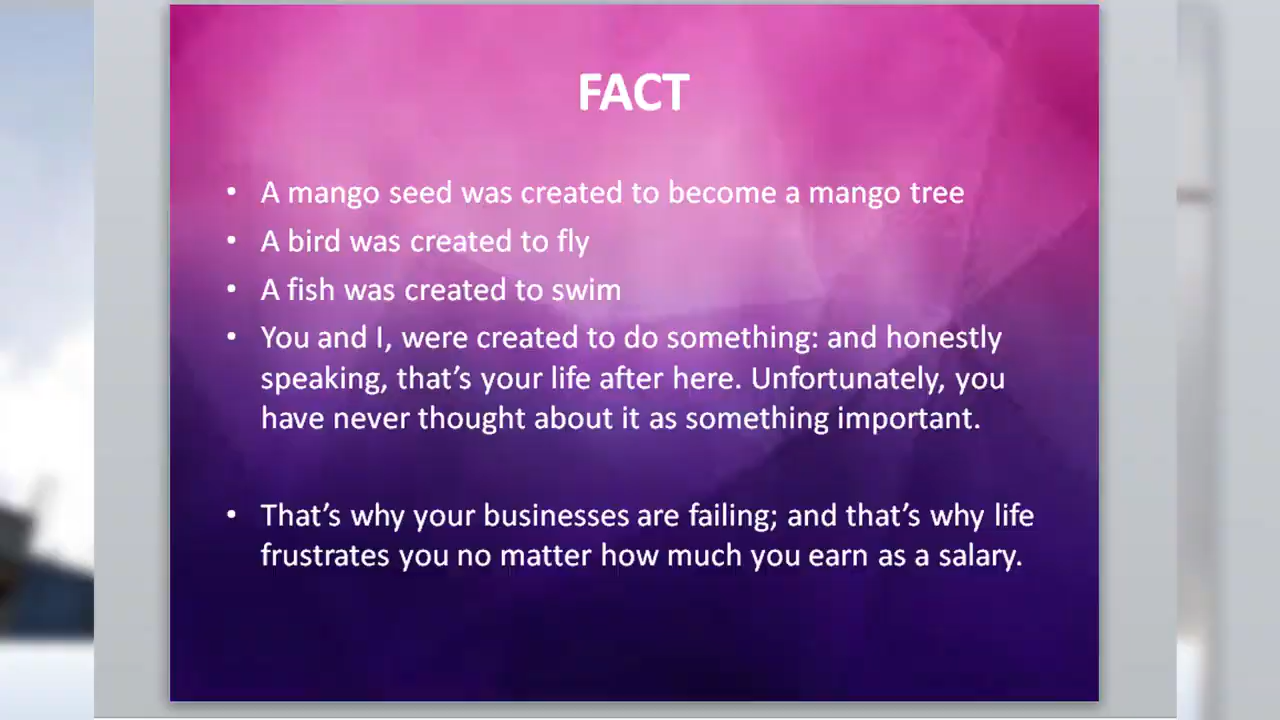 FACT
• A mango seed was created to become a mango tree
• A bird was created to fly
• A fish was created to swim
• You and I, were created to do something: and honestly
speaking, that’s your life after here. Unfortunately, you
have never thought about it as something important.
• That’s why your businesses are failing; and that’s why life
frustrates you no matter how much you earn as a salary.